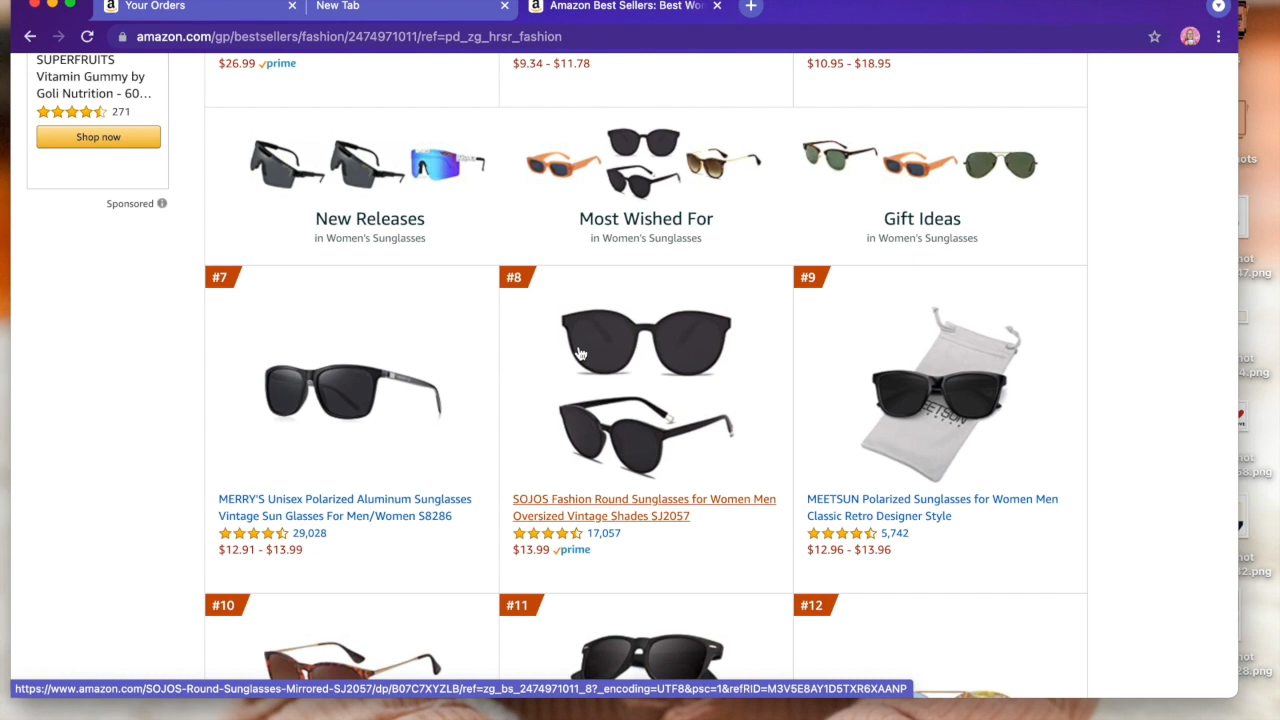 Your Orders
New Tab
Amazon Best Sellers: Best Wo
amazon.com/gp/bestsellers/fashion/2474971011/ref=pd_zg_hrsr_fashion
SUPERFRUITS
Vitamin Gummy by
Goli Nutrition - 60...
271
Shop now
Sponsored
$26.99 prime
$9.34 - $11.78
$10.95 - $18.95
New Releases
in Women's Sunglasses
Most Wished For
in Women's Sunglasses
Gift Ideas
in Women's Sunglasses
#7
MERRY'S Unisex Polarized Aluminum Sunglasses
Vintage Sun Glasses For Men/Women S8286
29,028
$12.91 - $13.99
#8
SOJOS Fashion Round Sunglasses for Women Men
Oversized Vintage Shades SJ2057
17,057
$13.99 prime
#9
MEETSUN Polarized Sunglasses for Women Men
Classic Retro Designer Style
5,742
$12.96 - $13.96
#10
#11
#12
https://www.amazon.com/SOJOS-Round-Sunglasses-Mirrored-SJ2057/dp/B07C7XYZLB/ref=zg_bs_2474971011_8?_encoding=UTF8&psc=1&refRID=M3V5E8AY1D5TXR6XAANP